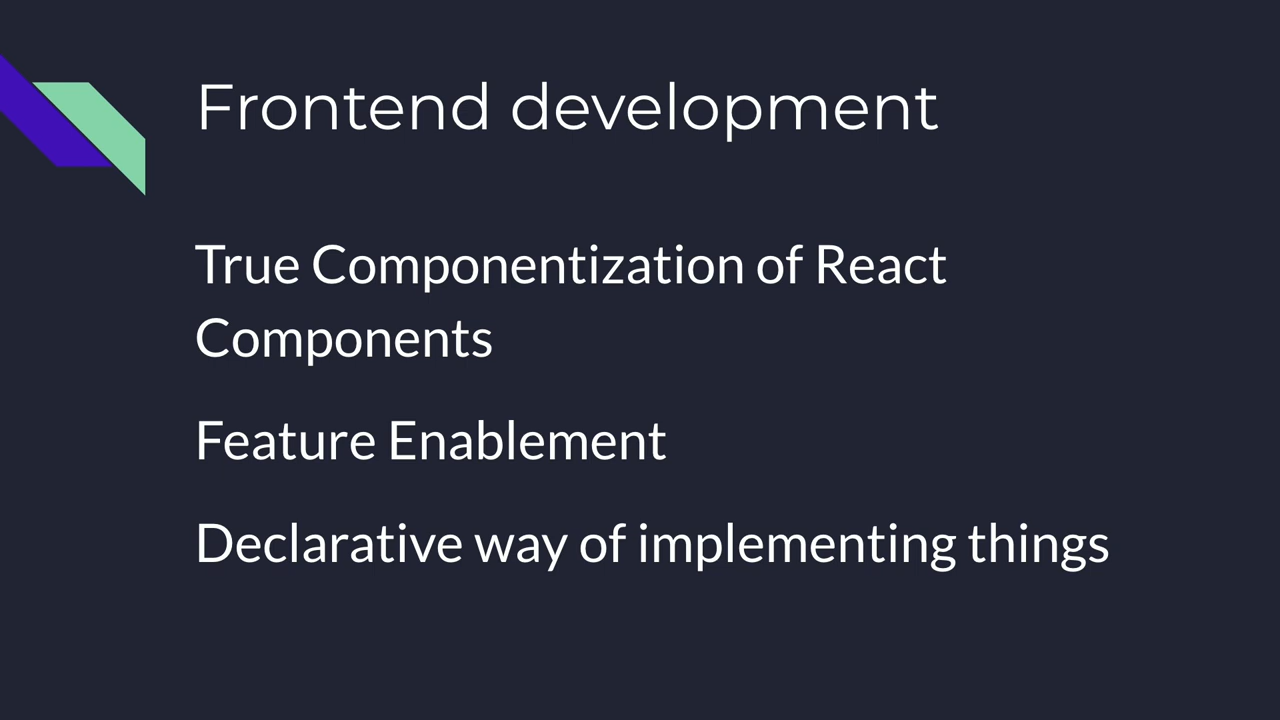 Frontend development
True Componentization of React
Components
Feature Enablement
Declarative way of implementing things